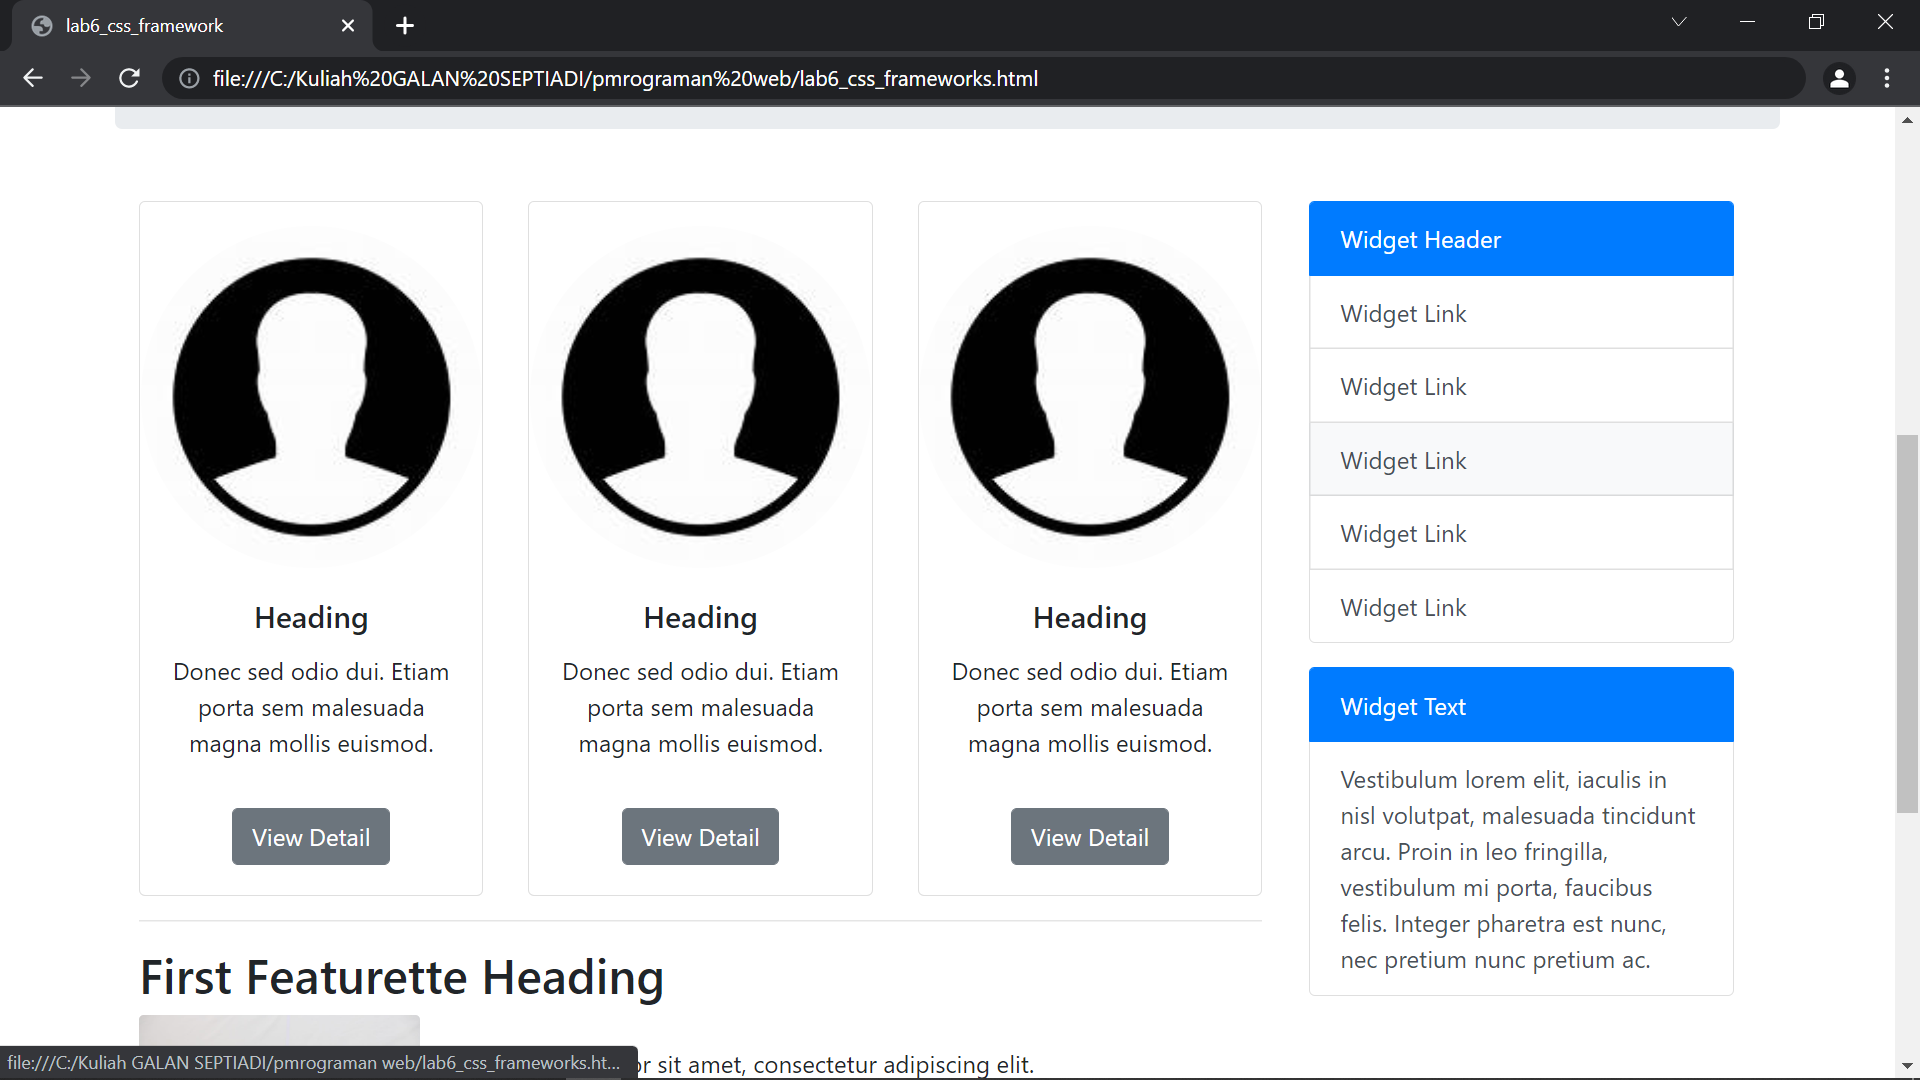 lab6_css_framework
file:///C:/Kuliah%20GALAN%20SEPTIADI/pmrograman%20web/lab6_css_frameworks.html
Heading
Donec sed odio dui. Etiam
porta sem malesuada
magna mollis euismod.
View Detail
Heading
Donec sed odio dui. Etiam
porta sem malesuada
magna mollis euismod.
View Detail
Heading
Donec sed odio dui. Etiam
porta sem malesuada
magna mollis euismod.
View Detail
Widget Header
Widget Link
Widget Link
Widget Link
Widget Link
Widget Link
Widget Text
Vestibulum lorem elit, iaculis in
nisl volutpat, malesuada tincidunt
arcu. Proin in leo fringilla,
vestibulum mi porta, faucibus
felis. Integer pharetra est nunc,
nec pretium nunc pretium ac.
First Featurette Heading
sit amet, consectetur adipiscing elit.
file:///C:/Kuliah GALAN SEPTIADI/pmrograman web/lab6_css_frameworks.ht...